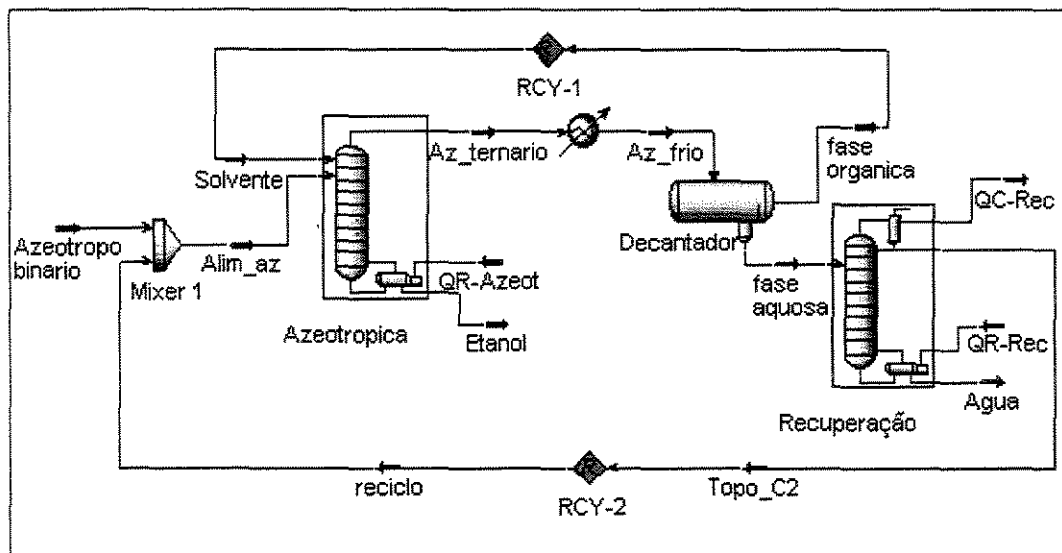 RCY-1
Solvente
Az_ternario
Az_frio
fase
organica
QC-Rec
Azeotropo
binario
Mixer 1
Alim_az
QR-Azeot
Etanol
Azeotropica
Decantador
fase
aquosa
QR-Rec
Agua
Recuperação
reciclo
RCY-2
Topo_C2